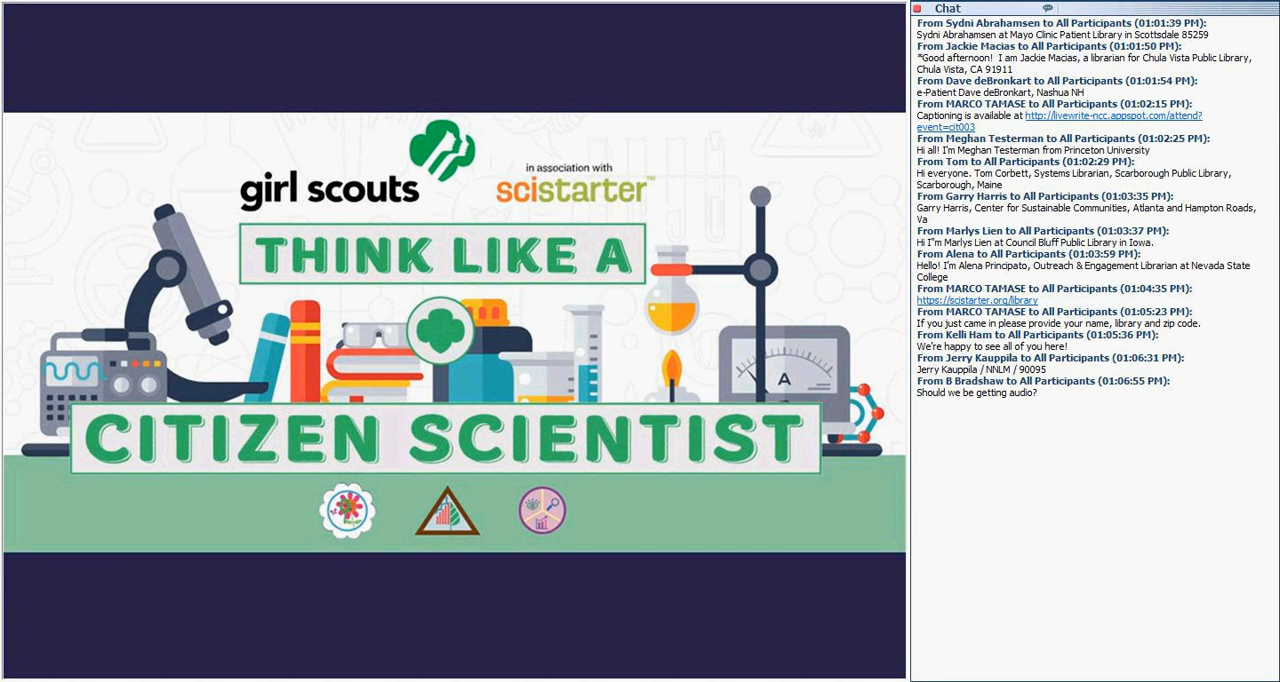 girl scouts
in association with
scistarter™
THINK LIKE A
A
CITIZEN SCIENTIST
Chat
From Sydni Abrahamsen to All Participants (01:01:39 PM):
Sydni Abrahamsen at Mayo Clinic Patient Library in Scottsdale 85259
From Jackie Macias to All Participants (01:01:50 PM):
*Good afternoon!  I am Jackie Macias, a librarian for Chula Vista Public Library,
Chula Vista, CA 91911
From Dave deBronkart to All Participants (01:01:54 PM):
e-Patient Dave deBronkart, Nashua NH
From MARCO TAMASE to All Participants (01:02:15 PM):
Captioning is available at http://livewrite-ncc.appspot.com/attend?
event=cit003
From Meghan Testerman to All Participants (01:02:25 PM):
Hi all! I'm Meghan Testerman from Princeton University
From Tom to All Participants (01:02:29 PM):
Hi everyone. Tom Corbett, Systems Librarian, Scarborough Public Library,
Scarborough, Maine
From Garry Harris to All Participants (01:03:35 PM):
Garry Harris, Center for Sustainable Communities, Atlanta and Hampton Roads,
Va
From Marlys Lien to All Participants (01:03:37 PM):
Hi I"m Marlys Lien at Council Bluff Public Library in Iowa.
From Alena to All Participants (01:03:59 PM):
Hello! I'm Alena Principato, Outreach & Engagement Librarian at Nevada State
College
From MARCO TAMASE to All Participants (01:04:35 PM):
https://scistarter.org/library
From MARCO TAMASE to All Participants (01:05:23 PM):
If you just came in please provide your name, library and zip code.
From Kelli Ham to All Participants (01:05:36 PM):
We're happy to see all of you here!
From Jerry Kauppila to All Participants (01:06:31 PM):
Jerry Kauppila / NNLM / 90095
From B Bradshaw to All Participants (01:06:55 PM):
Should we be getting audio?